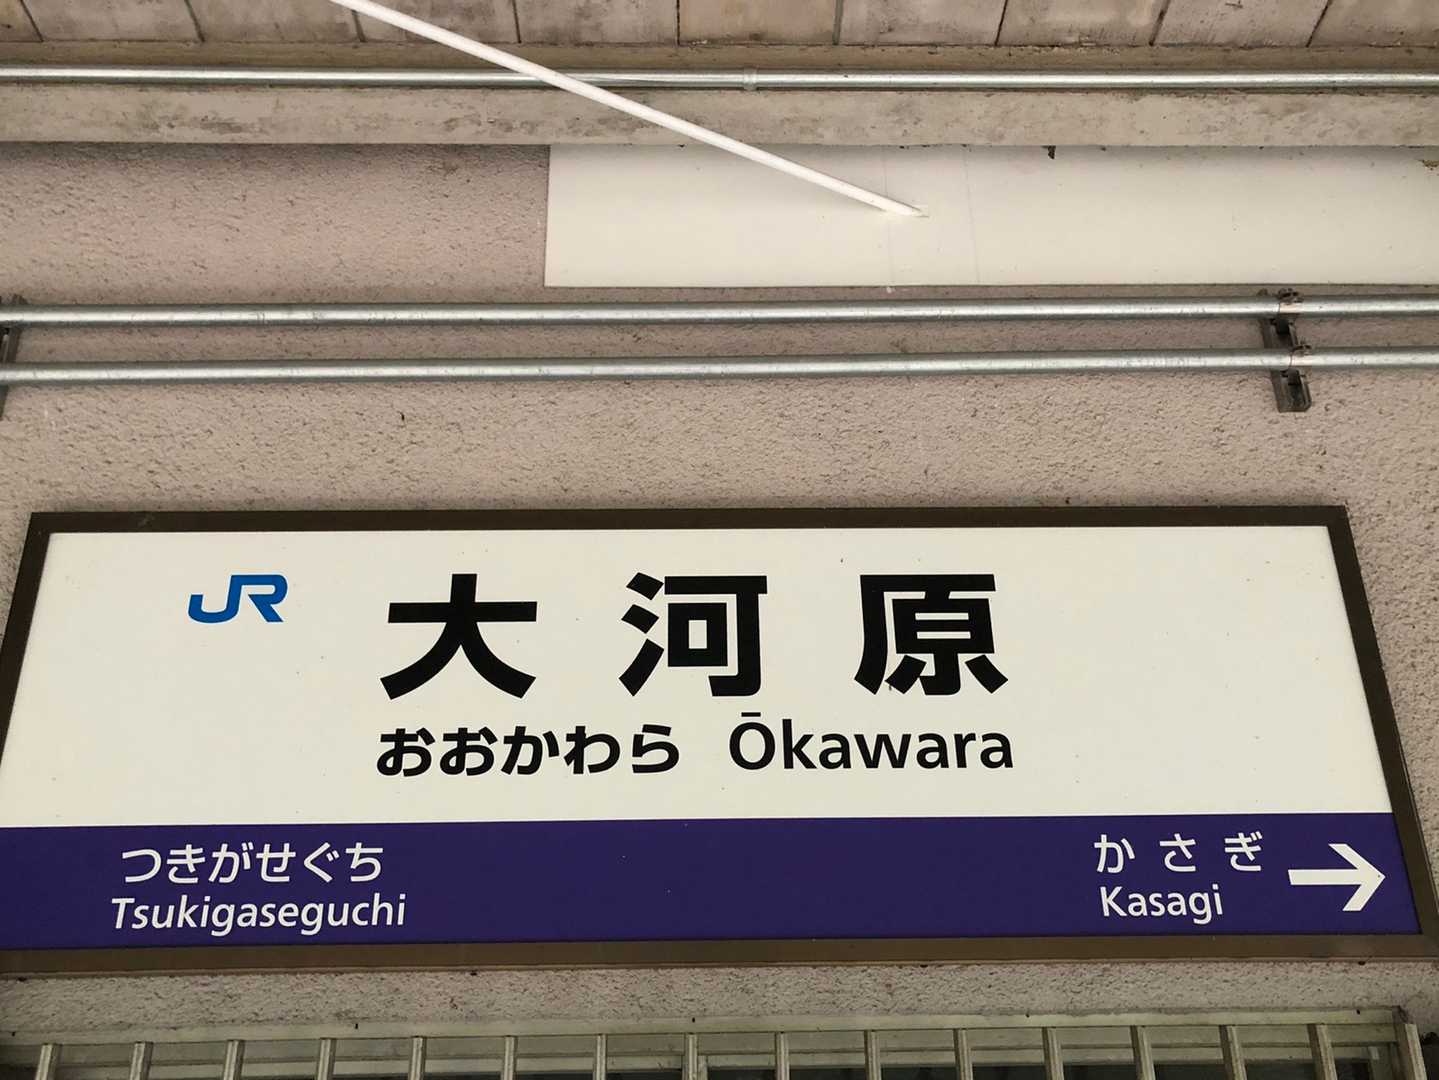 JR
大河原
おおかわら Ōkawara
つきがせぐち
Tsukigaseguchi
かさぎ →
Kasagi